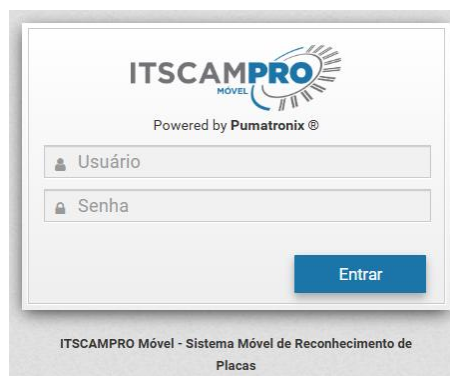 ITSCAMPRO
MÓVEL
Powered by Pumatronix ®
Usuário
Senha
Entrar
ITSCAMPRO Móvel - Sistema Móvel de Reconhecimento de
Placas